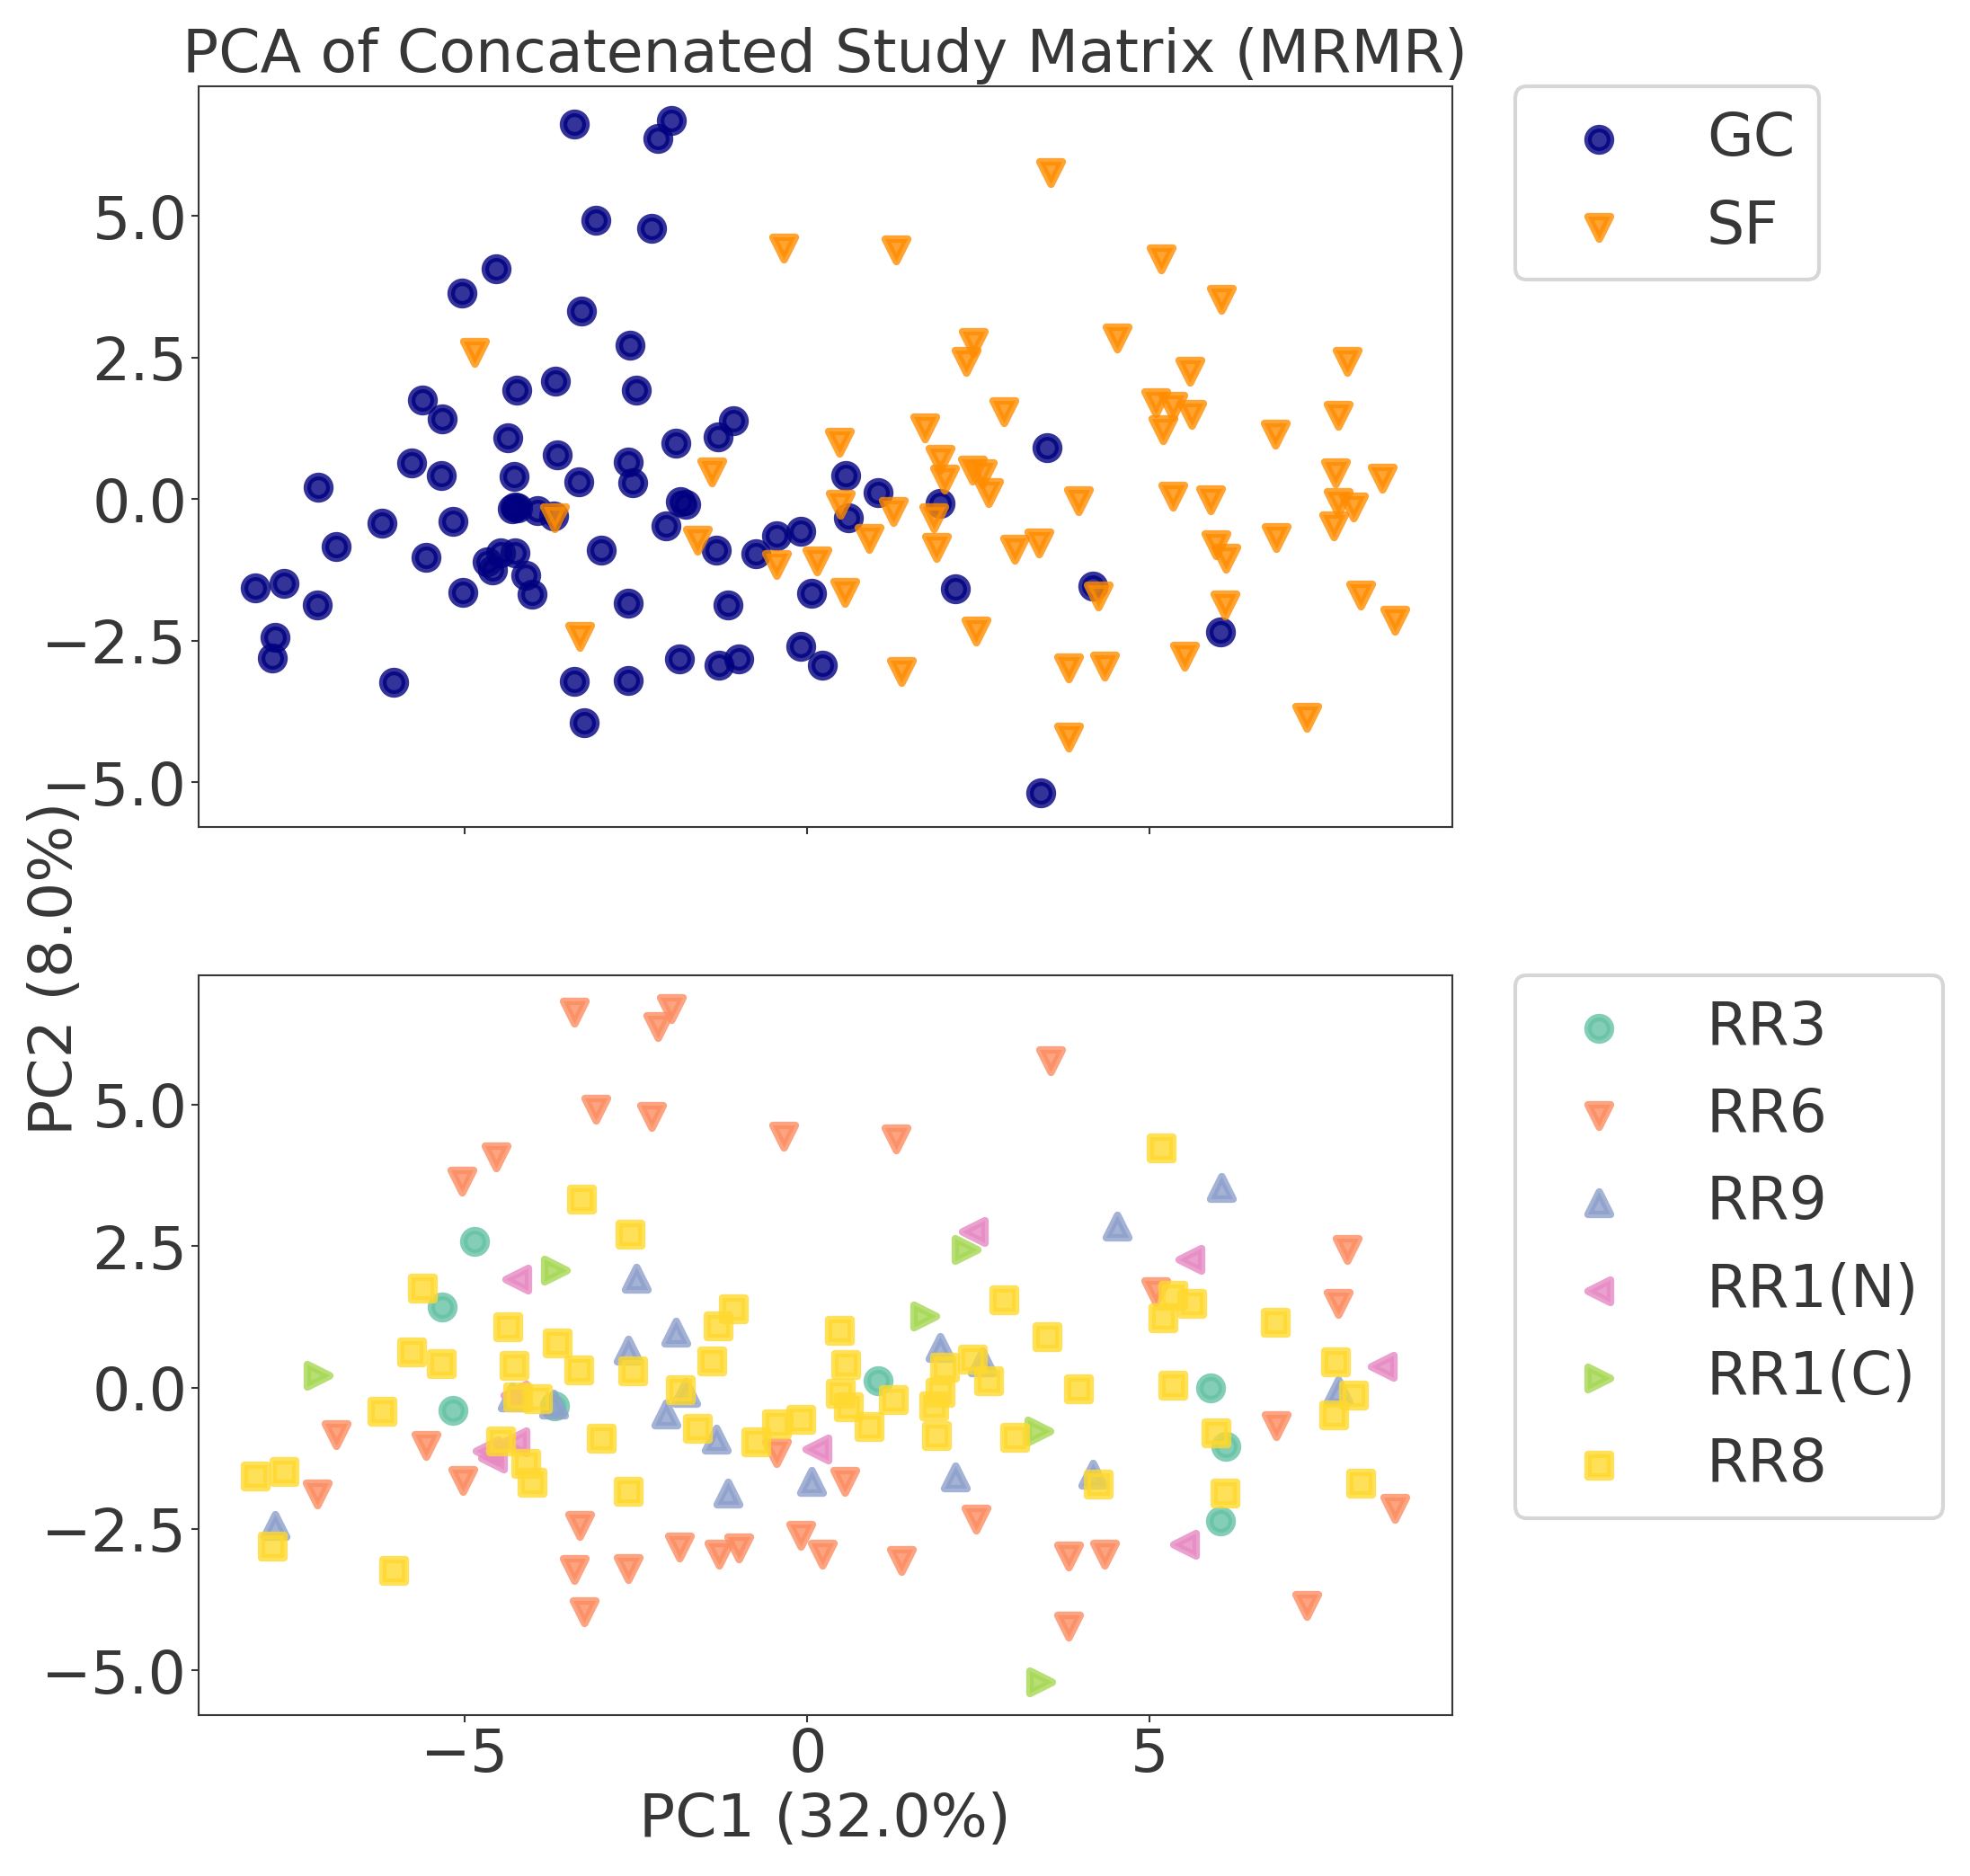 PCA of Concatenated Study Matrix (MRMR)
GC
SF
5.0
2.5
0.0
−2.5
−5.0
PC2 (8.0%)
RR3
RR6
RR9
RR1(N)
RR1(C)
RR8
5.0
2.5
0.0
−2.5
−5.0
−5 0 5
PC1 (32.0%)